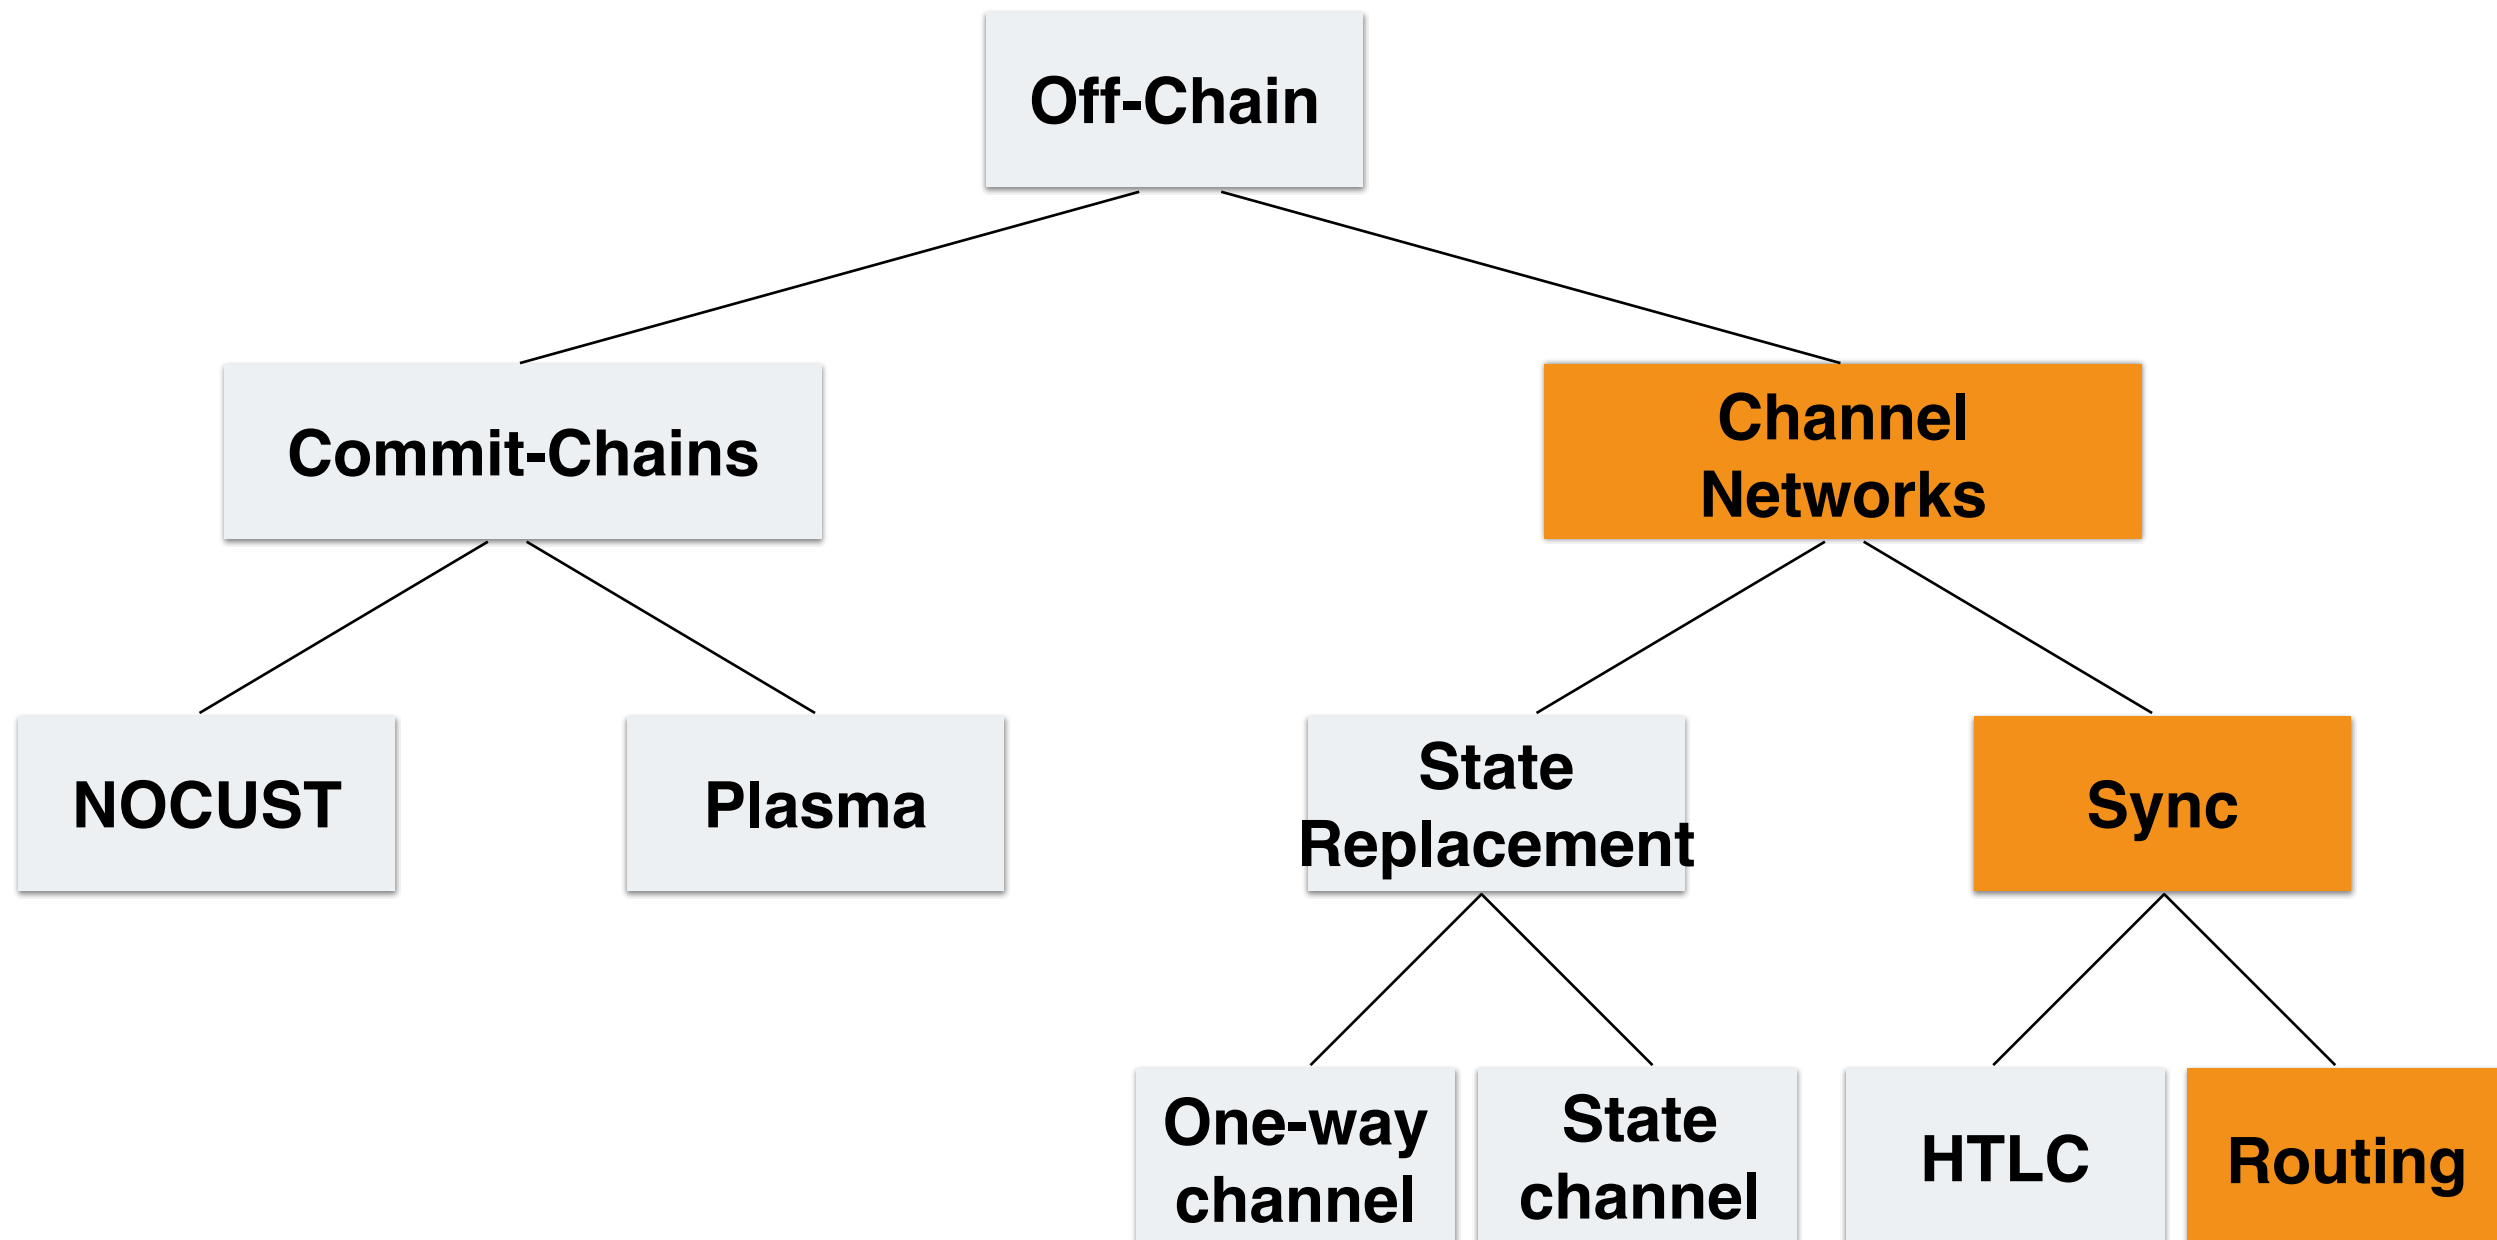 Off-Chain
Commit-Chains
Channel
Networks
NOCUST
Plasma
State
Replacement
Sync
One-way
channel
State
channel
HTLC
Routing